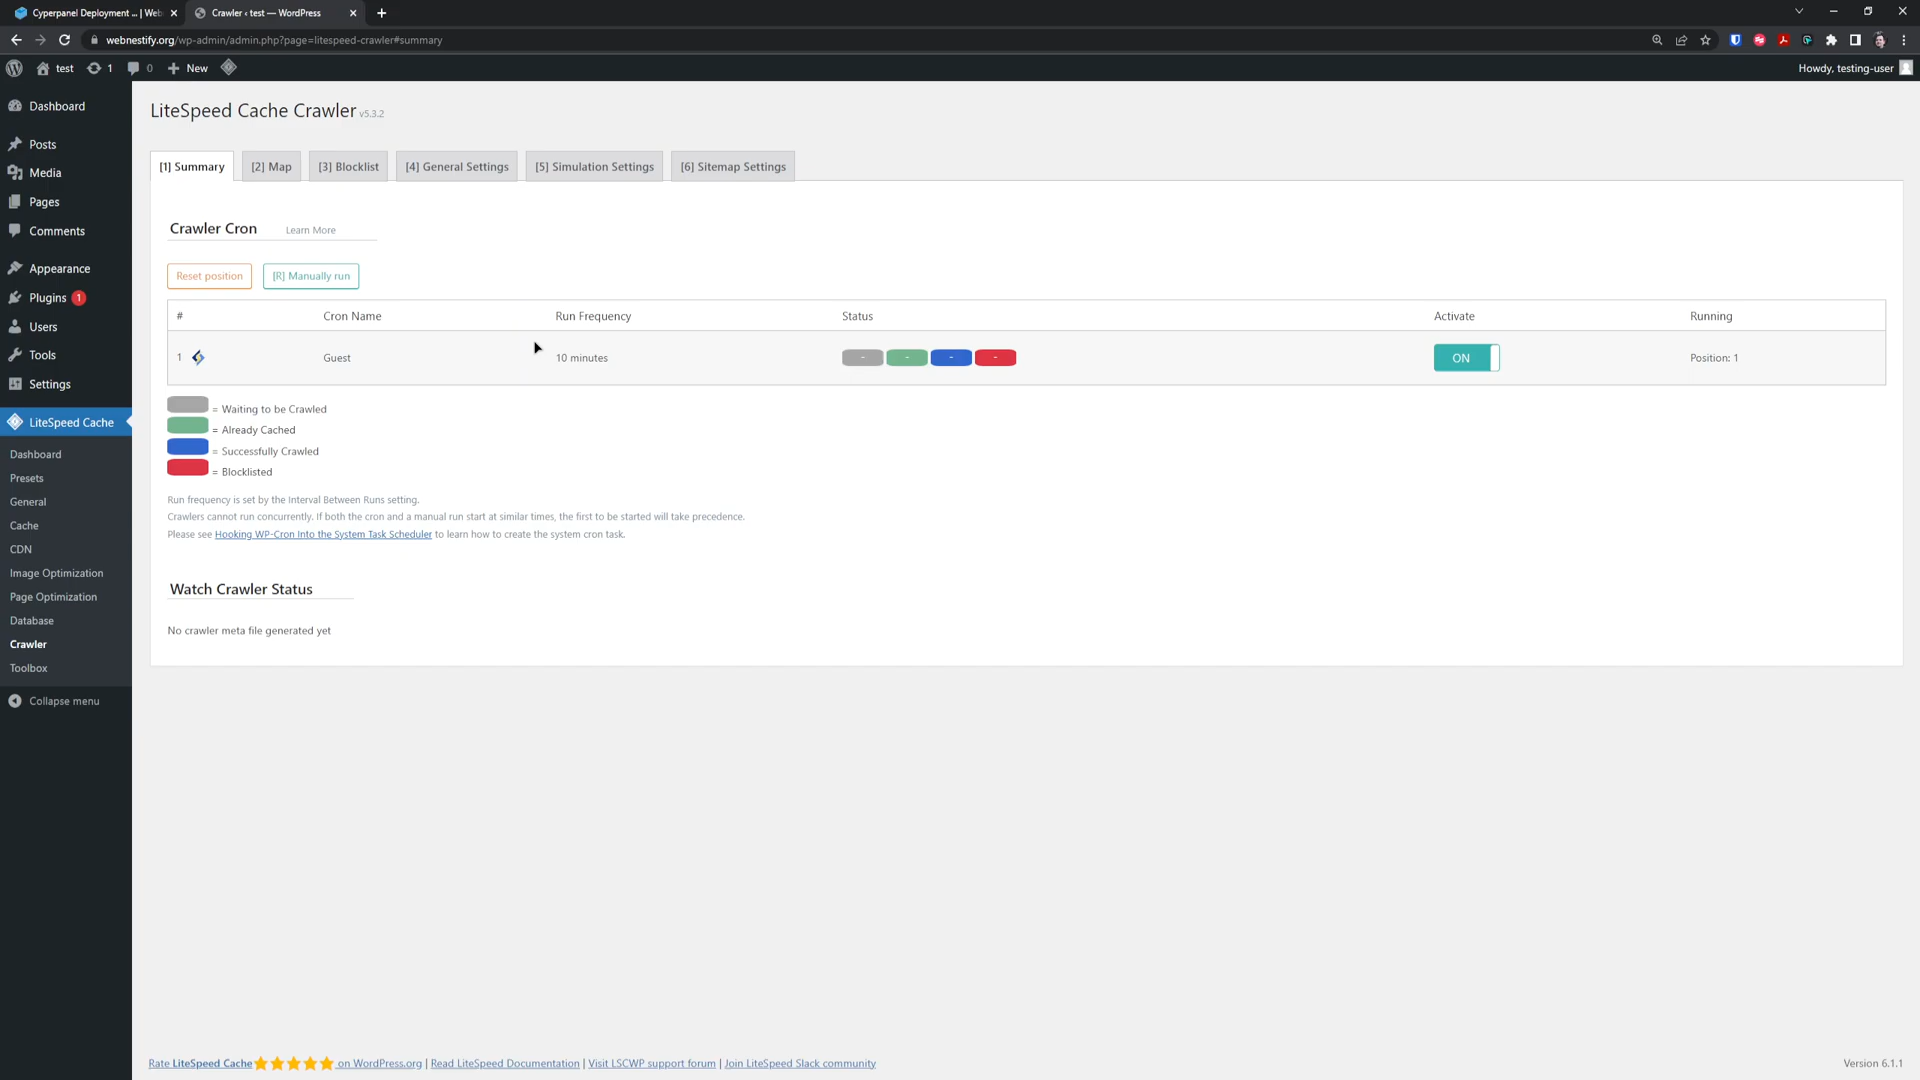 Cyperpanel Deployment ... | Web
Crawler ‹ test — WordPress
webnestify.org/wp-admin/admin.php?page=litespeed-crawler#summary
test
1
0
New
Howdy, testing-user
Dashboard
Posts
Media
Pages
Comments
Appearance
Plugins 1
Users
Tools
Settings
LiteSpeed Cache
Dashboard
Presets
General
Cache
CDN
Image Optimization
Page Optimization
Database
Crawler
Toolbox
Collapse menu
LiteSpeed Cache Crawler v5.3.2
[1] Summary
[2] Map
[3] Blocklist
[4] General Settings
[5] Simulation Settings
[6] Sitemap Settings
Crawler Cron Learn More
Reset position
[R] Manually run
# Cron Name Run Frequency Status Activate Running
1 Guest 10 minutes - - - - ON Position: 1
= Waiting to be Crawled
= Already Cached
= Successfully Crawled
= Blocklisted
Run frequency is set by the Interval Between Runs setting.
Crawlers cannot run concurrently. If both the cron and a manual run start at similar times, the first to be started will take precedence.
Please see Hooking WP-Cron Into the System Task Scheduler to learn how to create the system cron task.
Watch Crawler Status
No crawler meta file generated yet
Rate LiteSpeed Cache on WordPress.org | Read LiteSpeed Documentation | Visit LSCWP support forum | Join LiteSpeed Slack community
Version 6.1.1